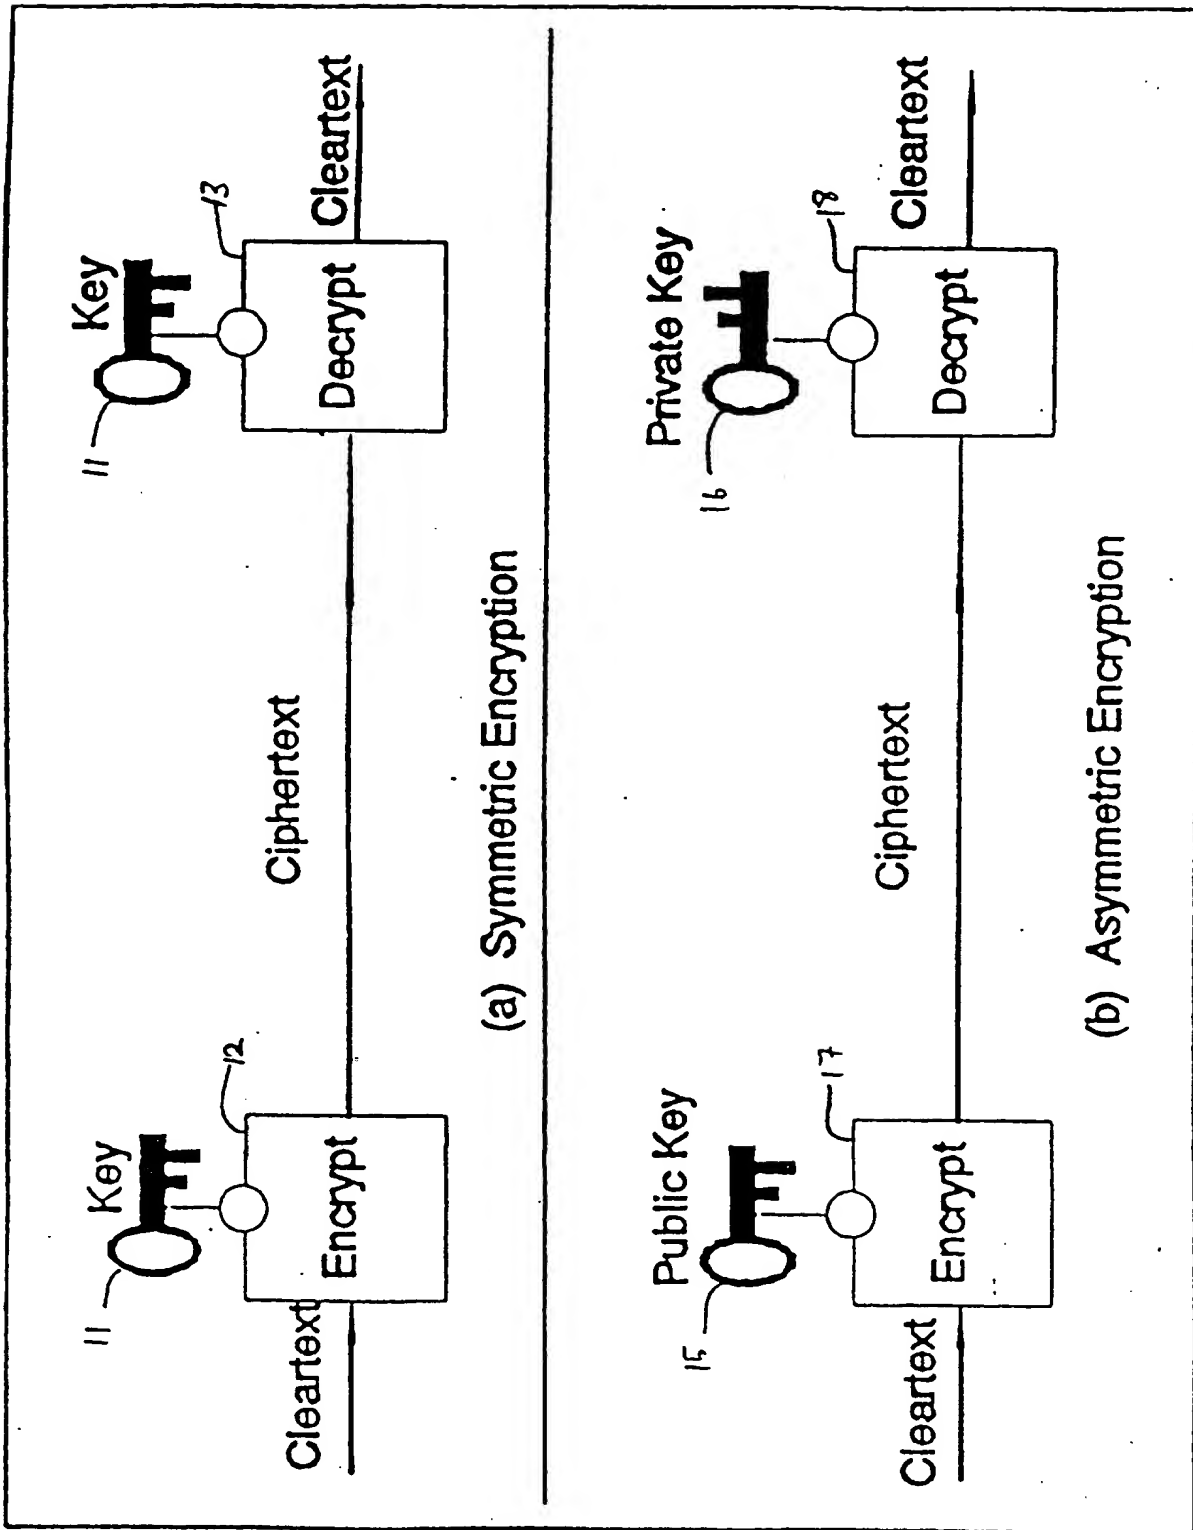 Key
Key
11
12
11
13
Cleartext
Encrypt
Ciphertext
Decrypt
Cleartext
(a) Symmetric Encryption
Public Key
Private Key
15
17
16
18
Cleartext
Encrypt
Ciphertext
Decrypt
Cleartext
(b) Asymmetric Encryption